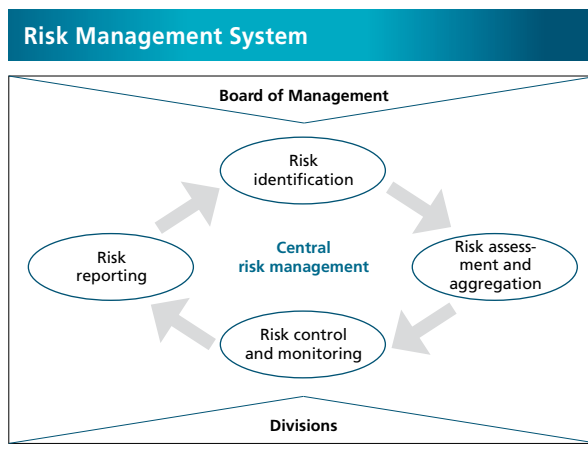 Risk Management System
Board of Management
Risk
identification
Central
risk management
Risk
reporting
Risk assess-
ment and
aggregation
Risk control
and monitoring
Divisions